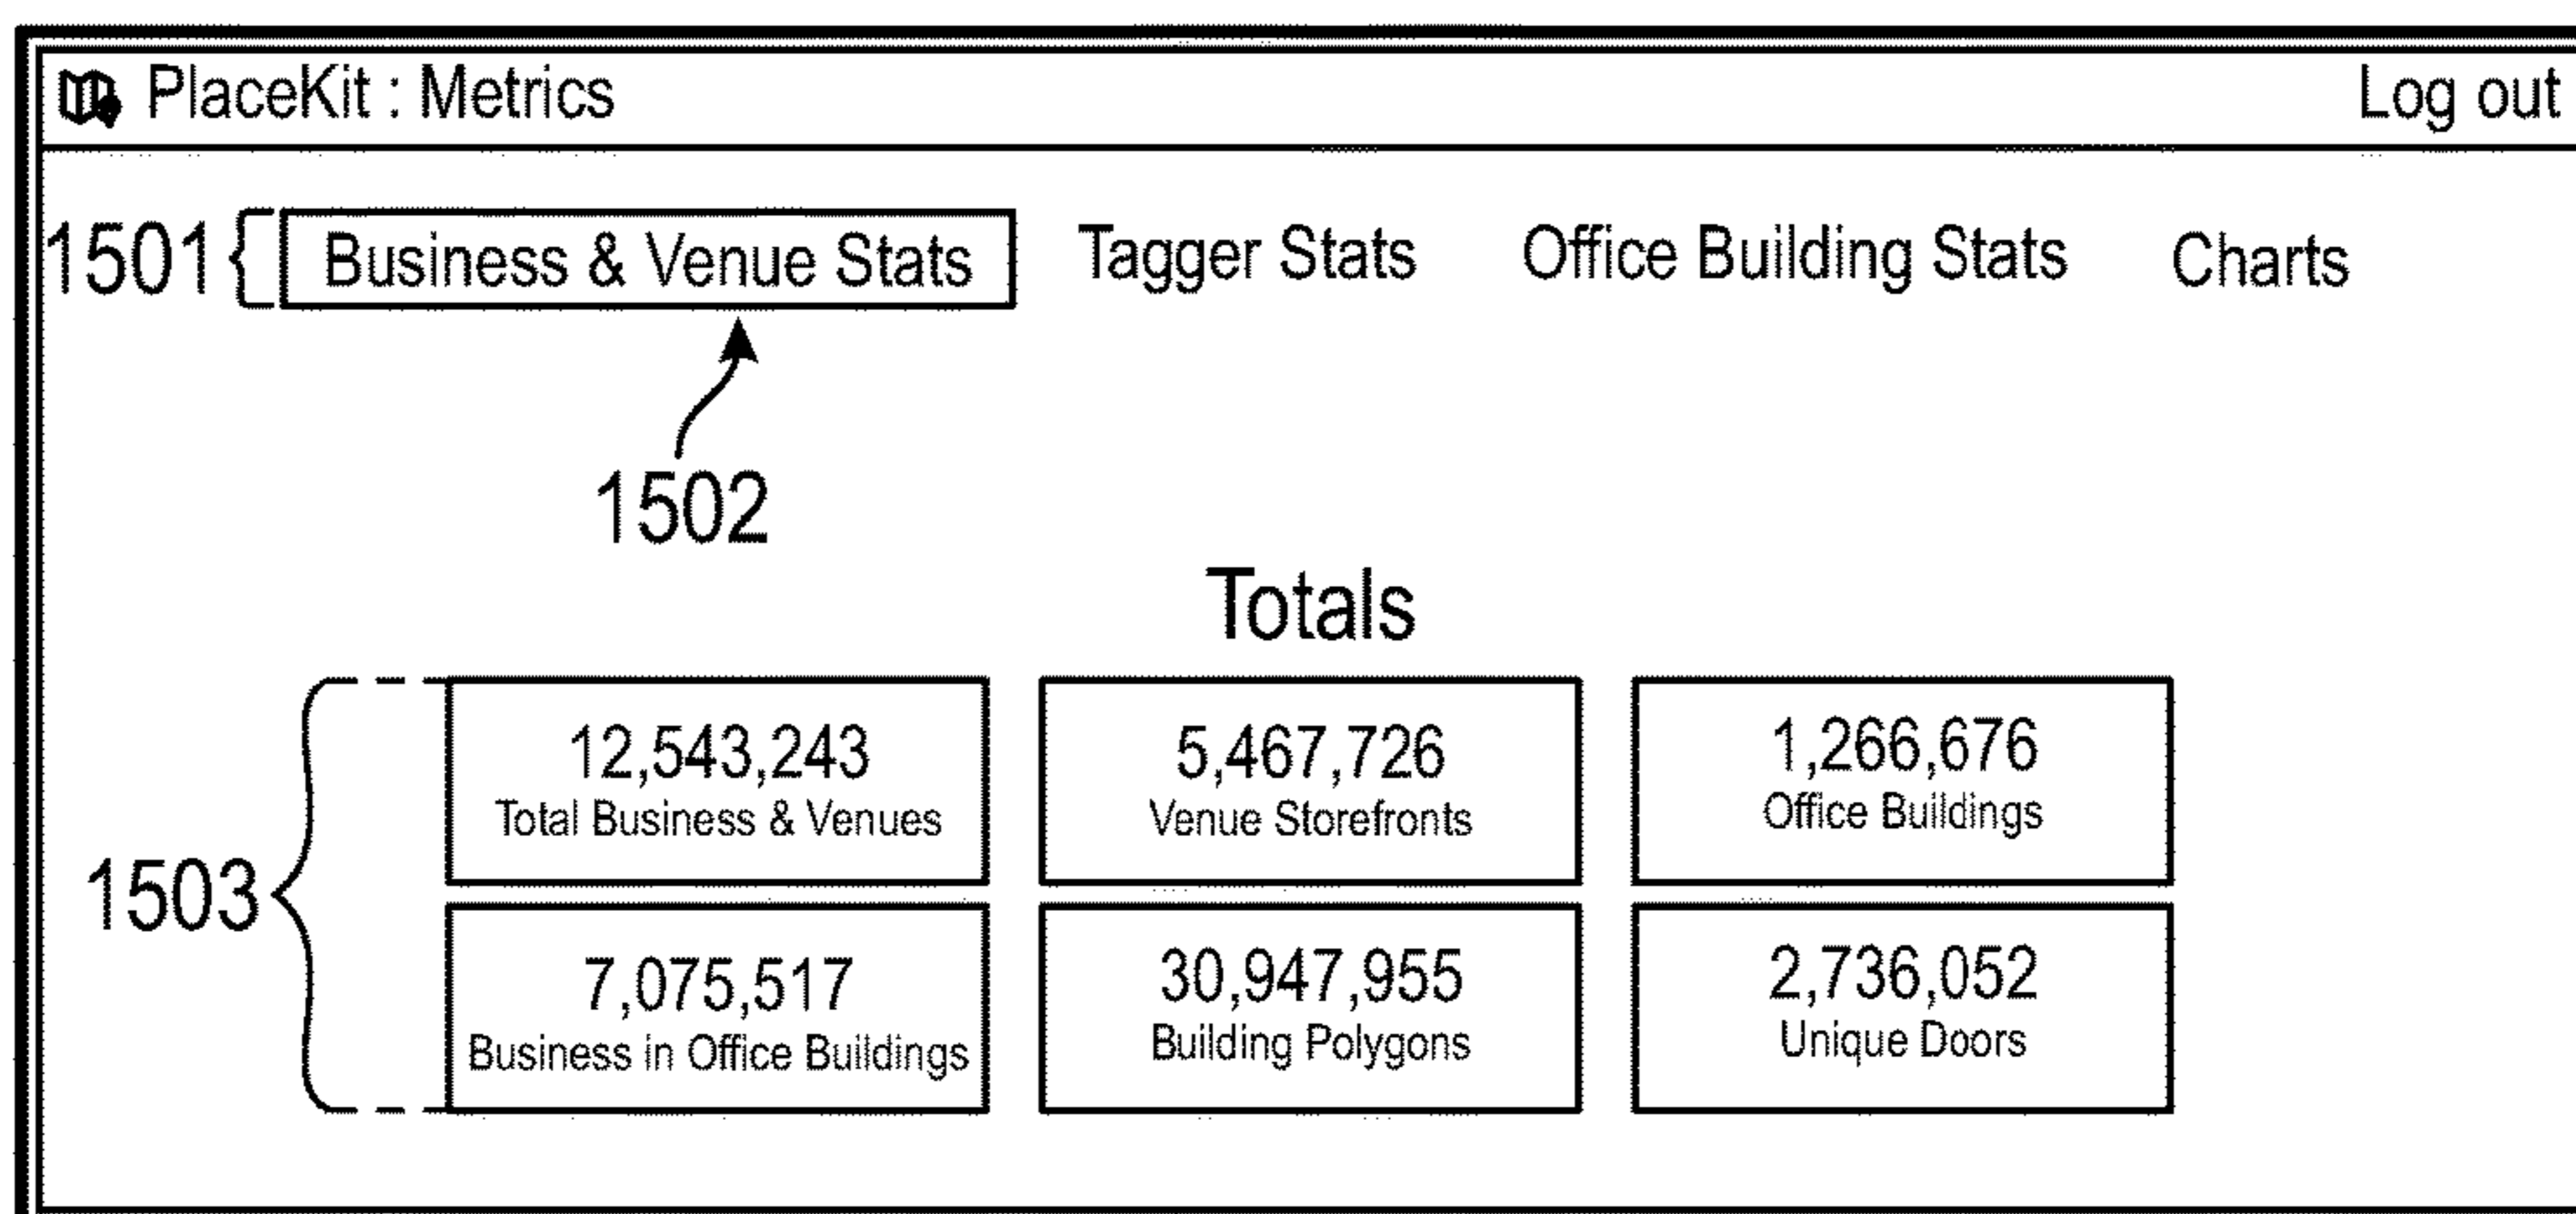 PlaceKit : Metrics Log out
1501 Business & Venue Stats Tagger Stats Office Building Stats Charts
1502
Totals
12,543,243 5,467,726 1,266,676
Total Business & Venues Venue Storefronts Office Buildings
1503
7,075,517 30,947,955 2,736,052
Business in Office Buildings Building Polygons Unique Doors